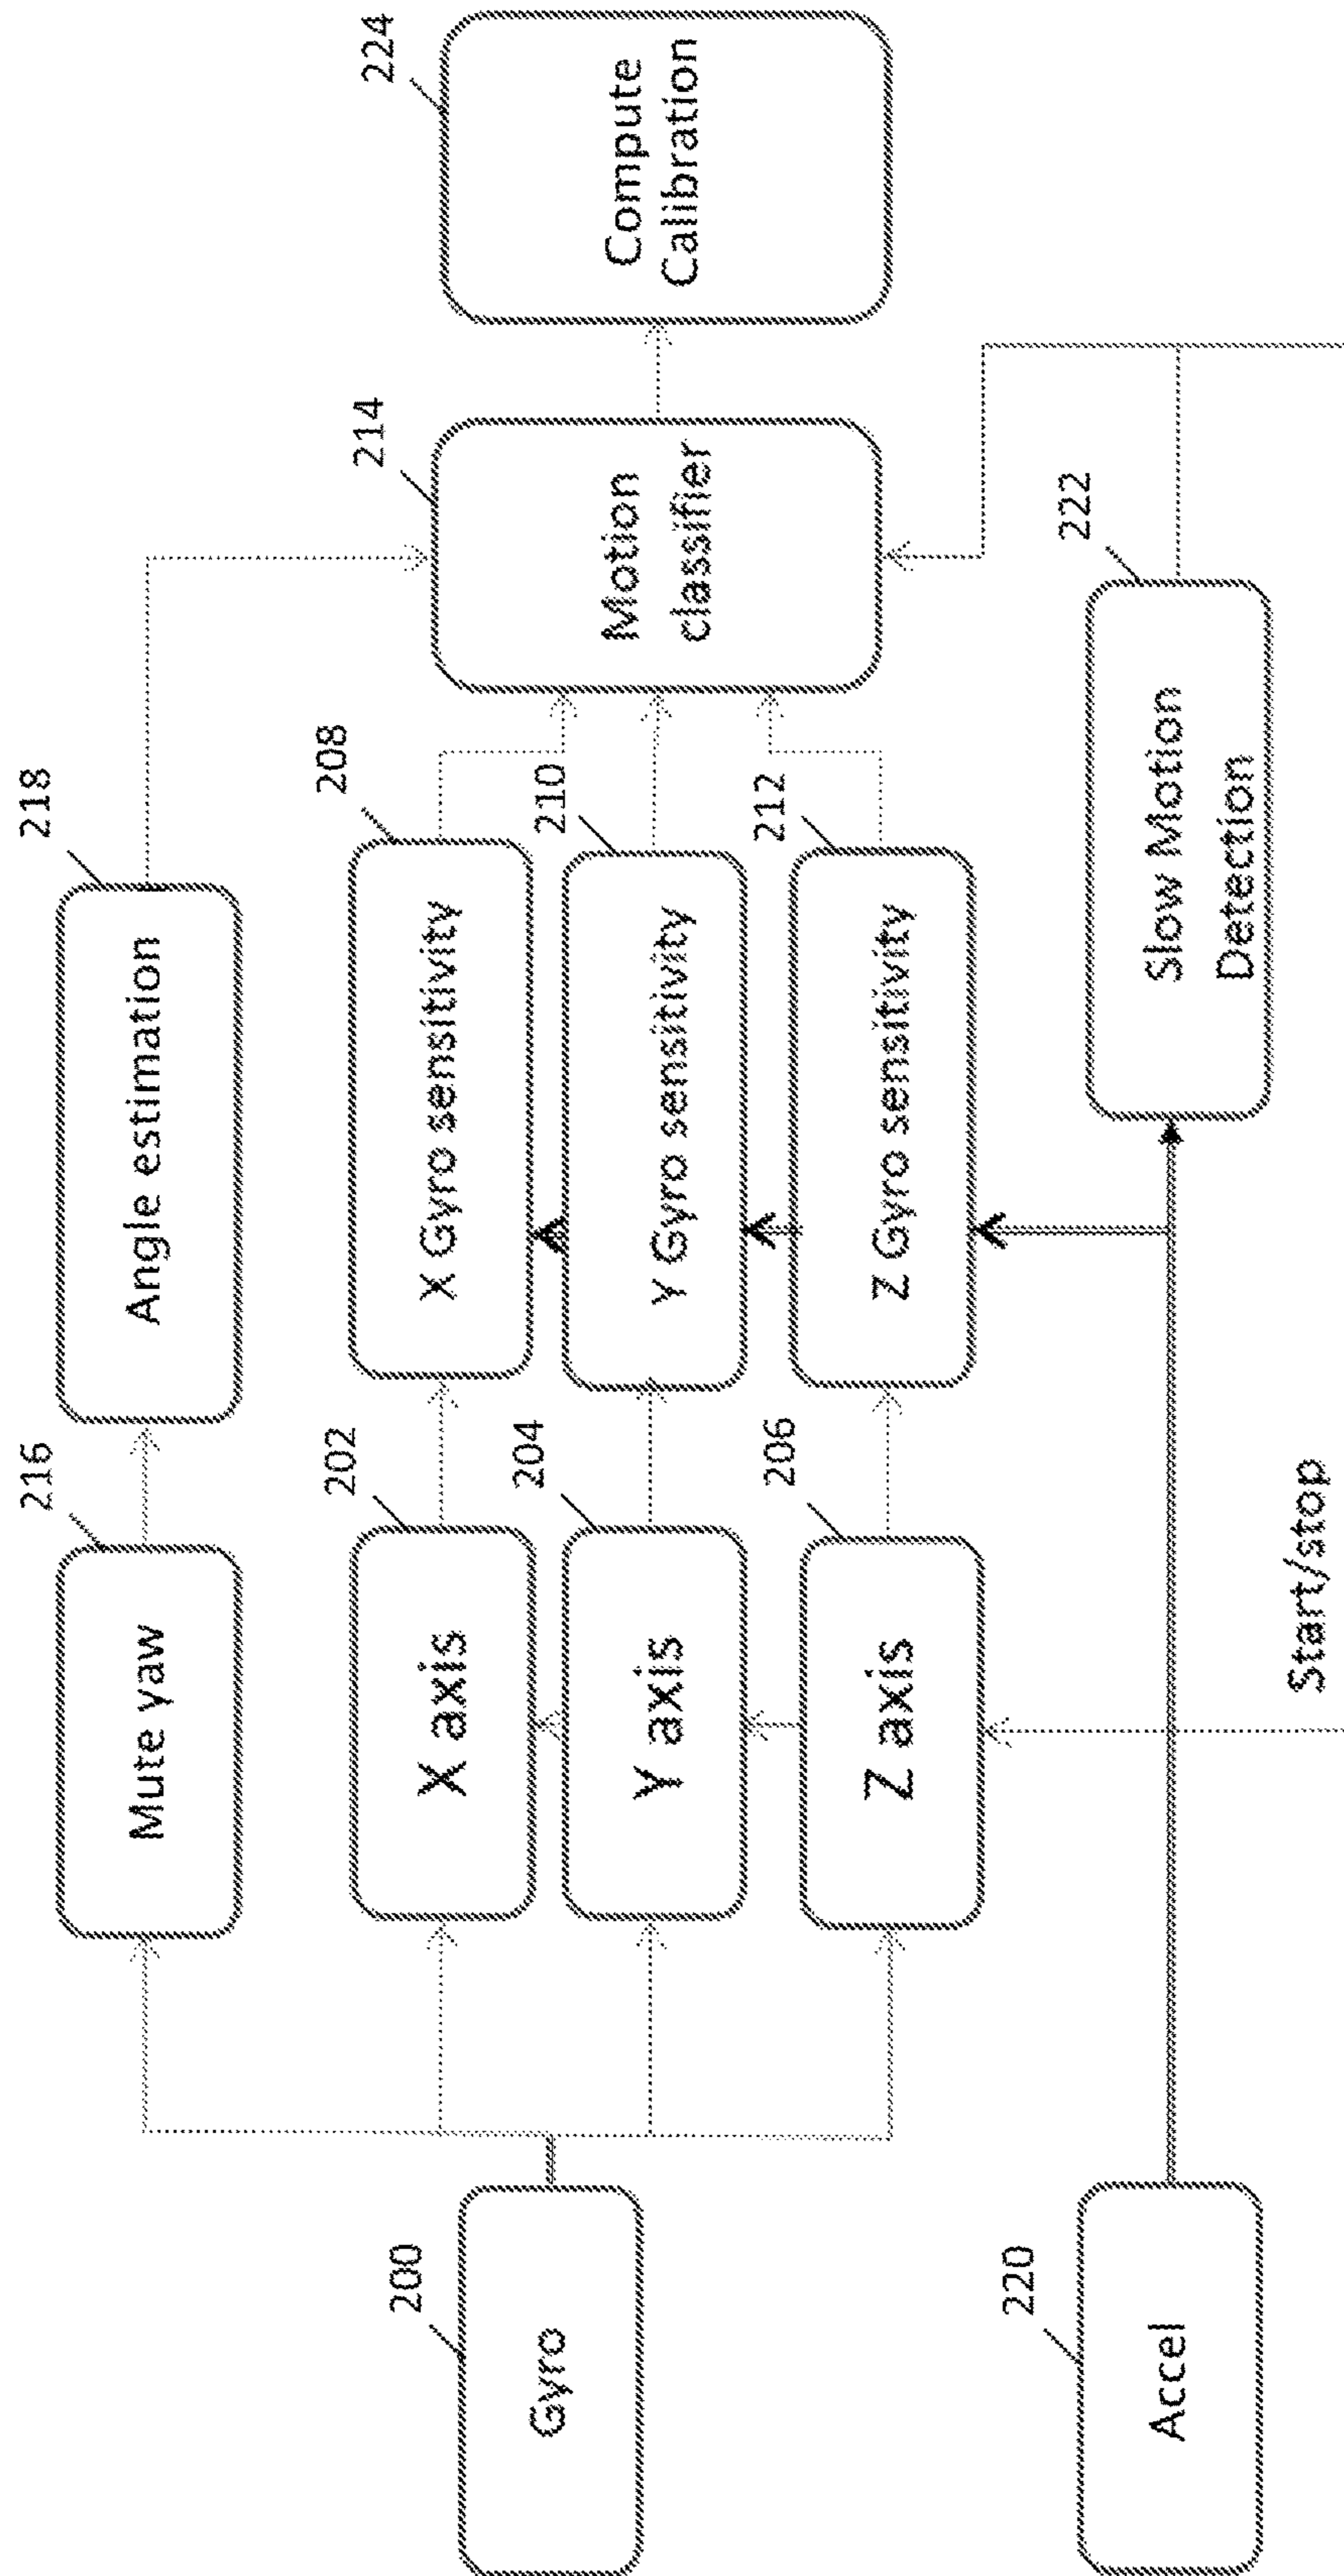 216
Mute yaw
218
Angle estimation
200
Gyro
202
X axis
208
X Gyro sensitivity
204
Y axis
210
Y Gyro sensitivity
206
Z axis
212
Z Gyro sensitivity
214
Motion
classifier
224
Compute
Calibration
220
Accel
222
Slow Motion
Detection
Start/stop